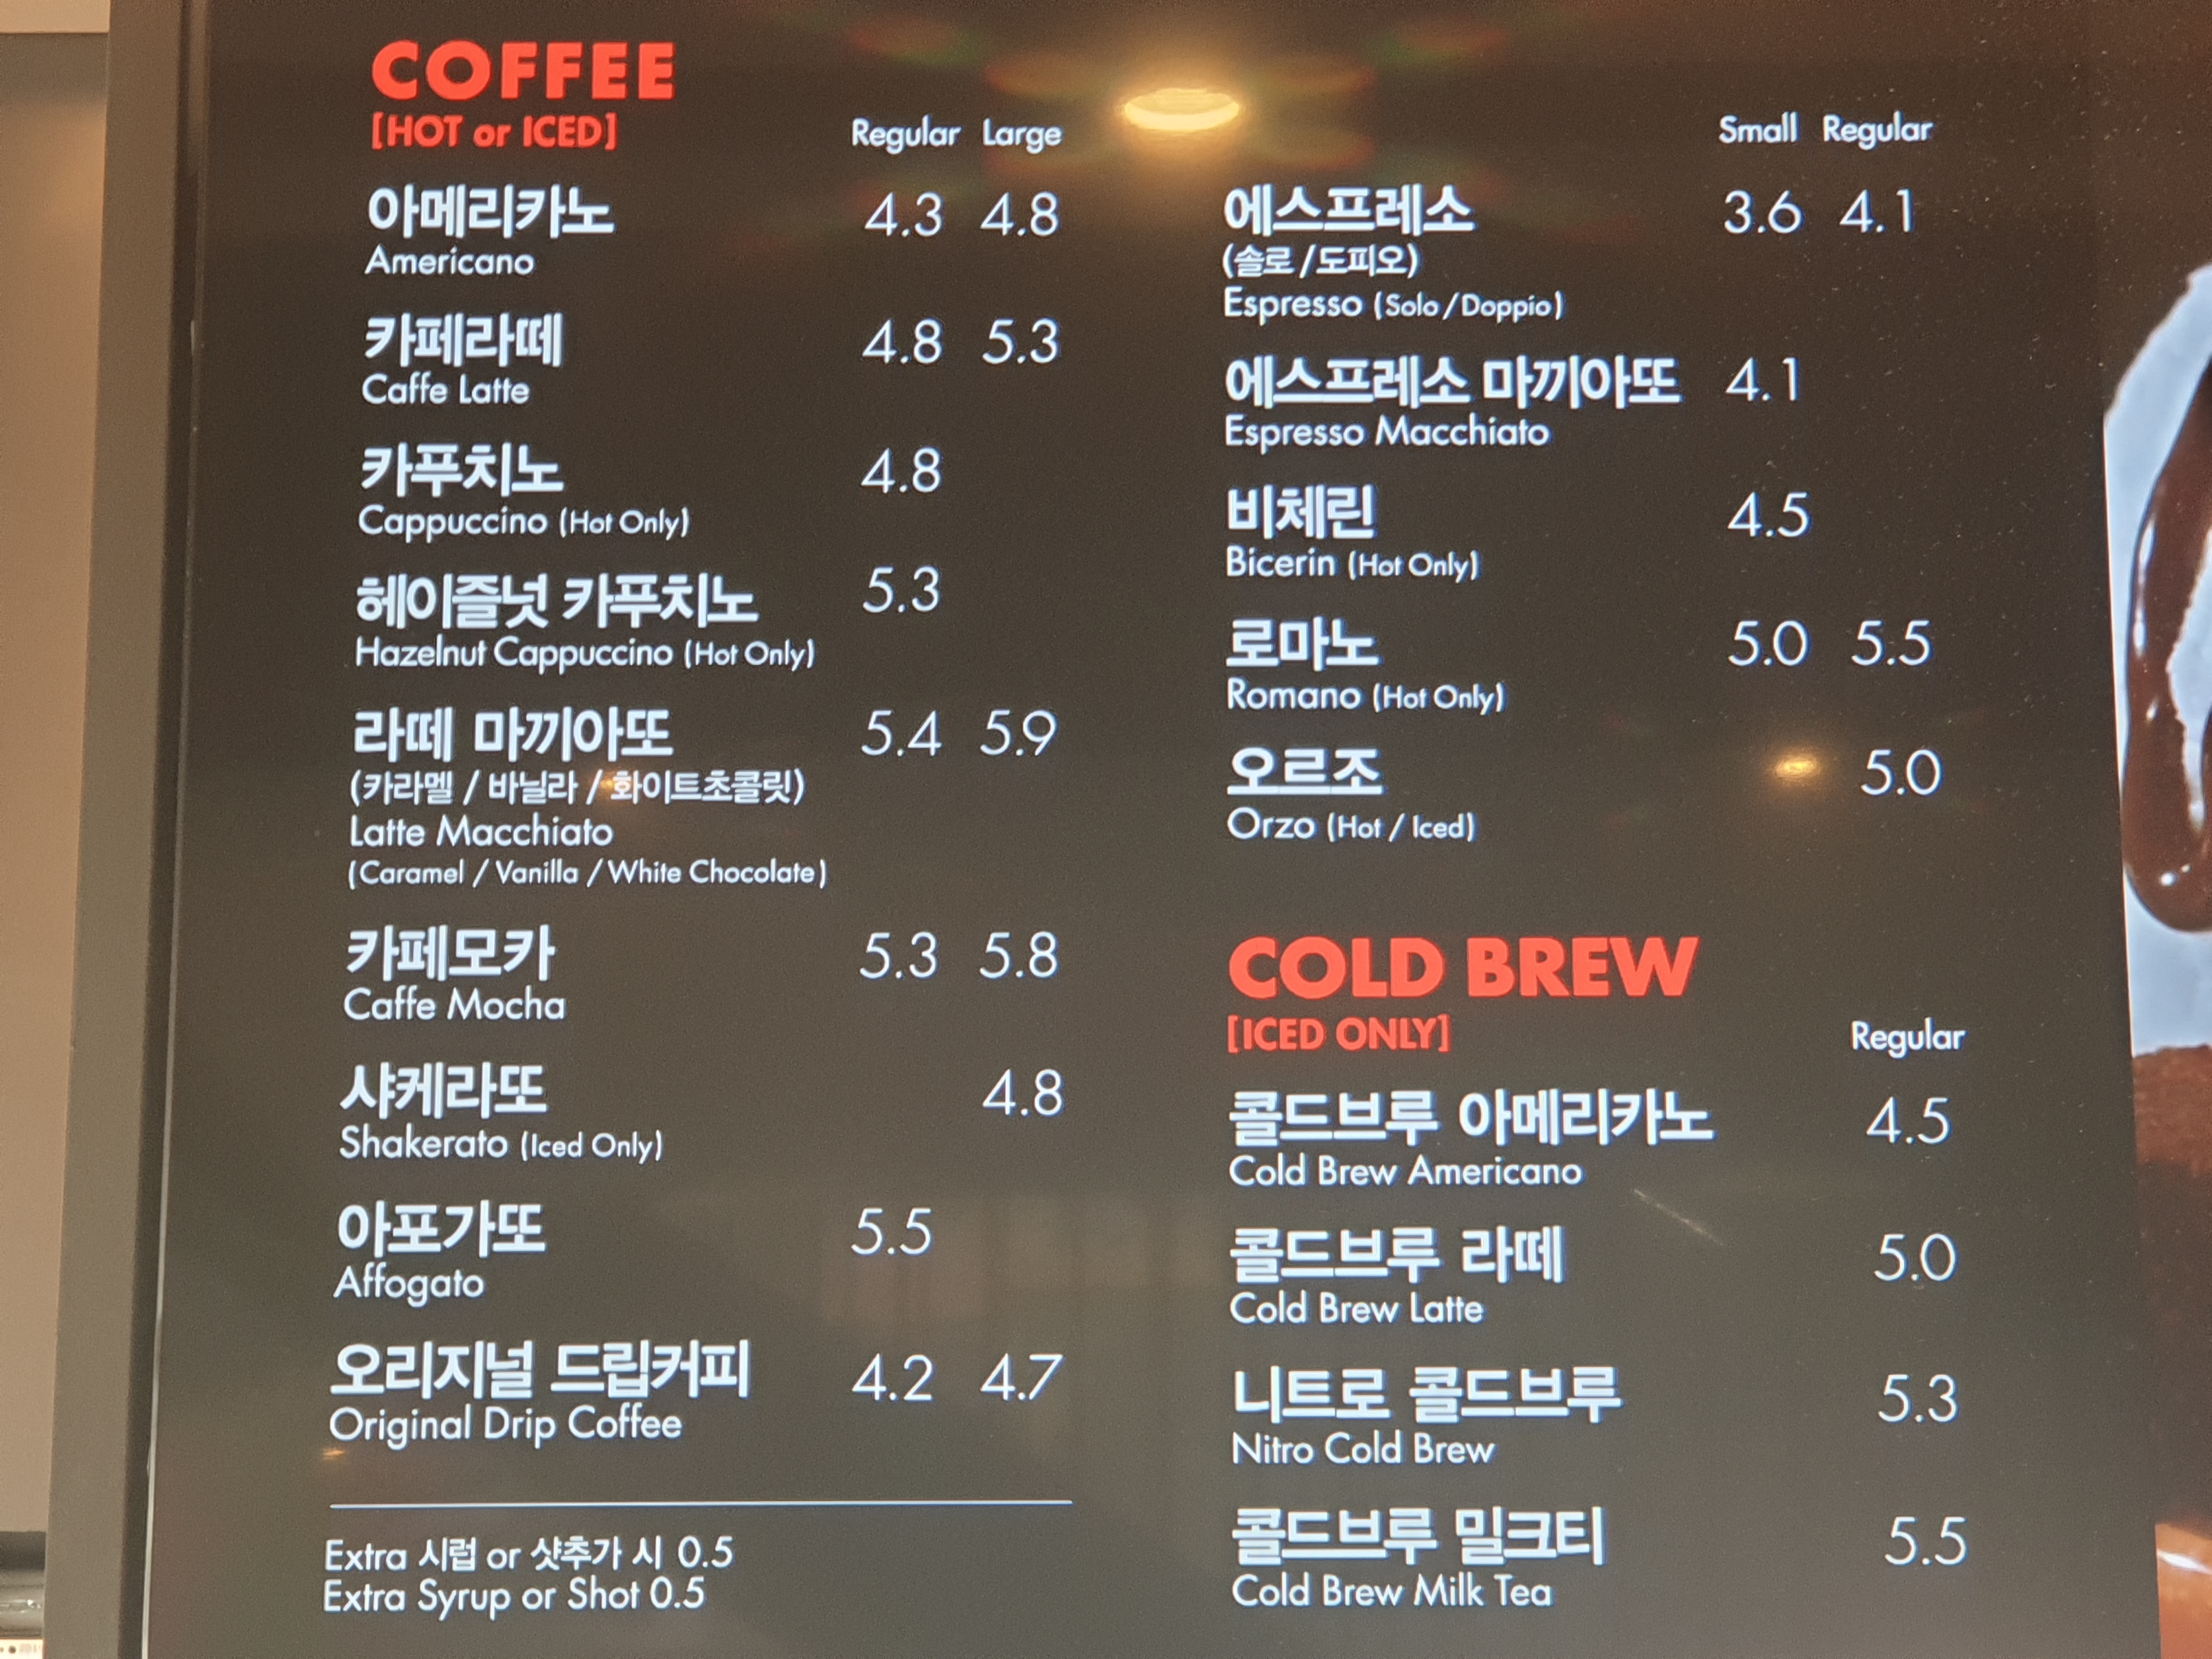 COFFEE
[HOT or ICED]
Regular Large
아메리카노 4.3 4.8
Americano
카페라떼 4.8 5.3
Caffe Latte
카푸치노 4.8
Cappuccino (Hot Only)
헤이즐넛 카푸치노 5.3
Hazelnut Cappuccino (Hot Only)
라떼 마끼아또 5.4 5.9
(카라멜 / 바닐라 / 화이트초콜릿)
Latte Macchiato
(Caramel / Vanilla / White Chocolate)
카페모카 5.3 5.8
Caffe Mocha
샤케라또 4.8
Shakerato (Iced Only)
아포가또 5.5
Affogato
오리지널 드립커피 4.2 4.7
Original Drip Coffee
Extra 시럽 or 샷추가 시 0.5
Extra Syrup or Shot 0.5
Small Regular
에스프레소 3.6 4.1
(솔로 / 도피오)
Espresso (Solo / Doppio)
에스프레소 마끼아또 4.1
Espresso Macchiato
비체린 4.5
Bicerin (Hot Only)
로마노 5.0 5.5
Romano (Hot Only)
오르조 5.0
Orzo (Hot / Iced)
COLD BREW
[ICED ONLY]
Regular
콜드브루 아메리카노 4.5
Cold Brew Americano
콜드브루 라떼 5.0
Cold Brew Latte
니트로 콜드브루 5.3
Nitro Cold Brew
콜드브루 밀크티 5.5
Cold Brew Milk Tea